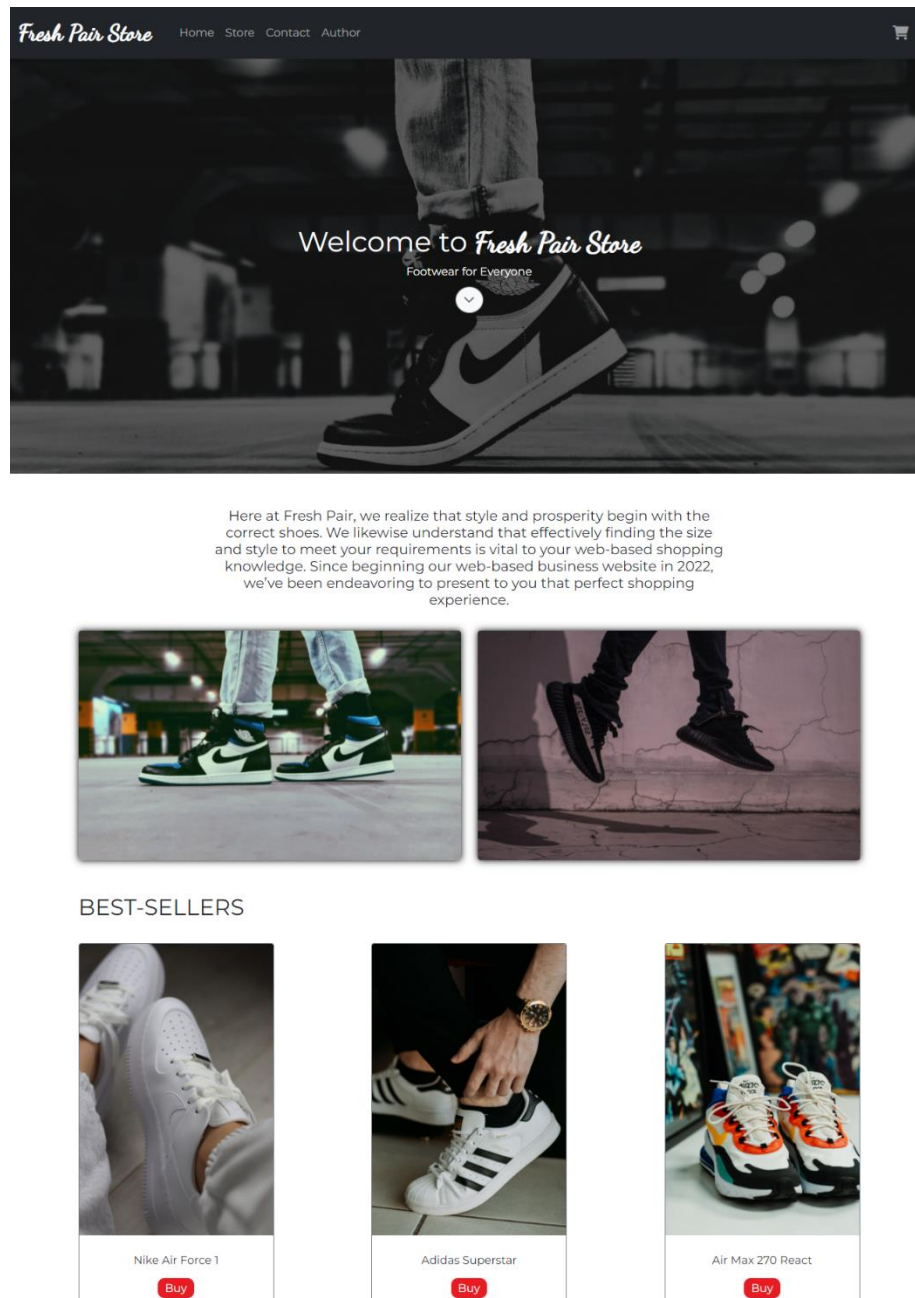 Fresh Pair Store Home Store Contact Author
Welcome to Fresh Pair Store
Footwear for Everyone
Here at Fresh Pair, we realize that style and prosperity begin with the
correct shoes. We likewise understand that effectively finding the size
and style to meet your requirements is vital to your web-based shopping
knowledge. Since beginning our web-based business website in 2022,
we've been endeavoring to present to you that perfect shopping
experience.
BEST-SELLERS
Nike Air Force 1
Buy
Adidas Superstar
Buy
Air Max 270 React
Buy